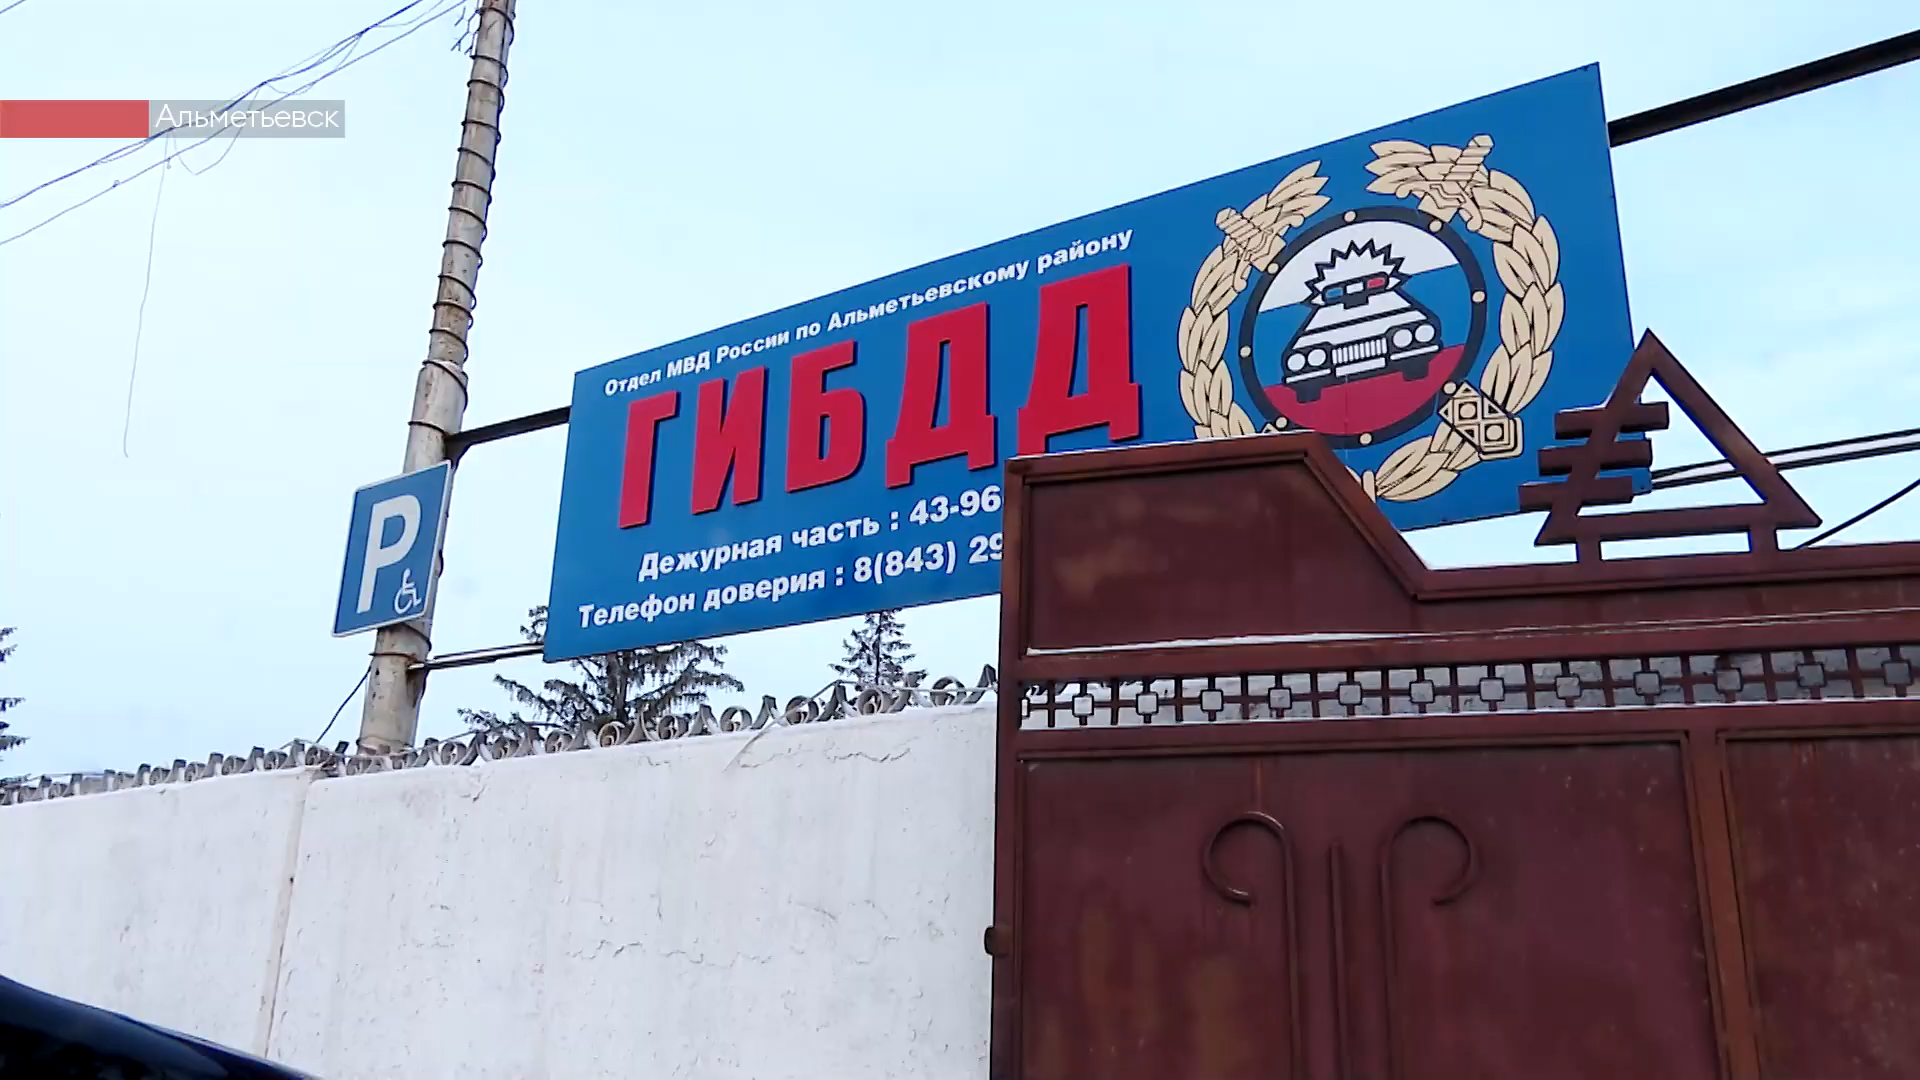 Альметьевск
Отдел МВД России по Альметьевскому району
ГИБДД
Дежурная часть : 43-96
Телефон доверия : 8(843) 29
P